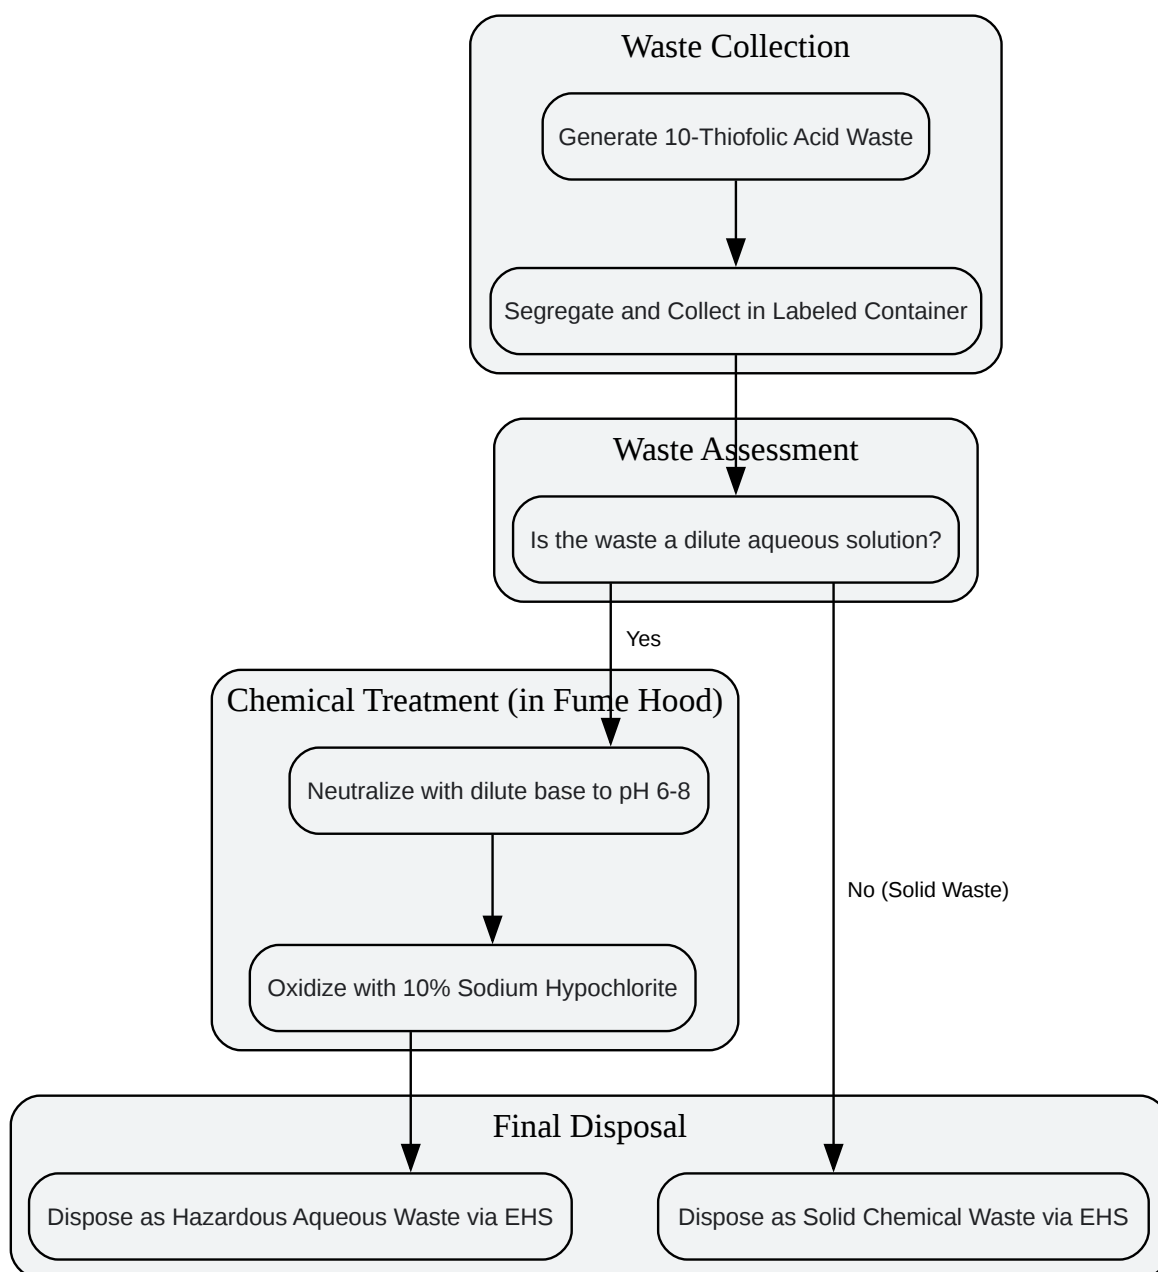 Waste Collection
Generate 10-Thiofolic Acid Waste
Segregate and Collect in Labeled Container
Waste Assessment
Is the waste a dilute aqueous solution?
Yes
Chemical Treatment (in Fume Hood)
Neutralize with dilute base to pH 6-8
No (Solid Waste)
Oxidize with 10% Sodium Hypochlorite
Final Disposal
Dispose as Hazardous Aqueous Waste via EHS
Dispose as Solid Chemical Waste via EHS